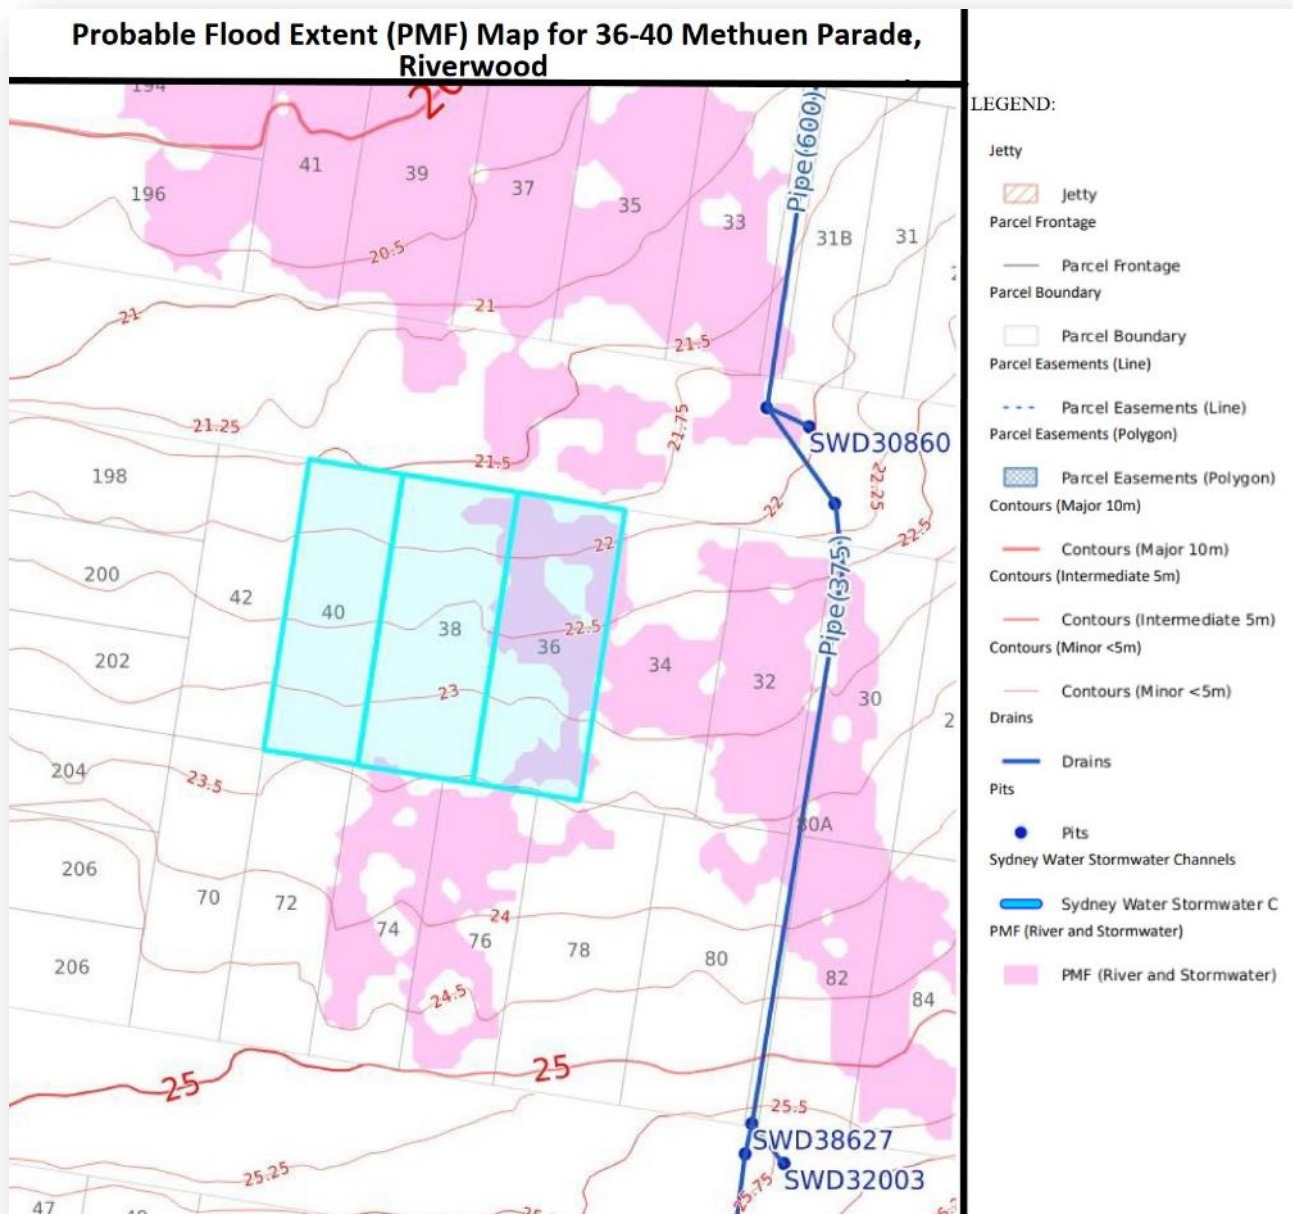 Probable Flood Extent (PMF) Map for 36-40 Methuen Parade,
Riverwood
194
41
39
37
35
33
31B
31
196
Pipe(600)
20.5
21
21
21.5
21.25
21.75
21.5
SWD30860
22
22.25
22.5
198
200
202
204
206
206
42
40
38
36
34
32
30
22
22.5
23
23.5
Pipe(375)
80A
70
72
74
76
78
80
82
84
24
24.5
25
25
25.5
SWD38627
SWD32003
25.75
25.25
47
LEGEND:
Jetty
Jetty
Parcel Frontage
Parcel Frontage
Parcel Boundary
Parcel Boundary
Parcel Easements (Line)
Parcel Easements (Line)
Parcel Easements (Polygon)
Parcel Easements (Polygon)
Contours (Major 10m)
Contours (Major 10m)
Contours (Intermediate 5m)
Contours (Intermediate 5m)
Contours (Minor <5m)
Contours (Minor <5m)
Drains
Drains
Pits
Pits
Sydney Water Stormwater Channels
Sydney Water Stormwater C
PMF (River and Stormwater)
PMF (River and Stormwater)